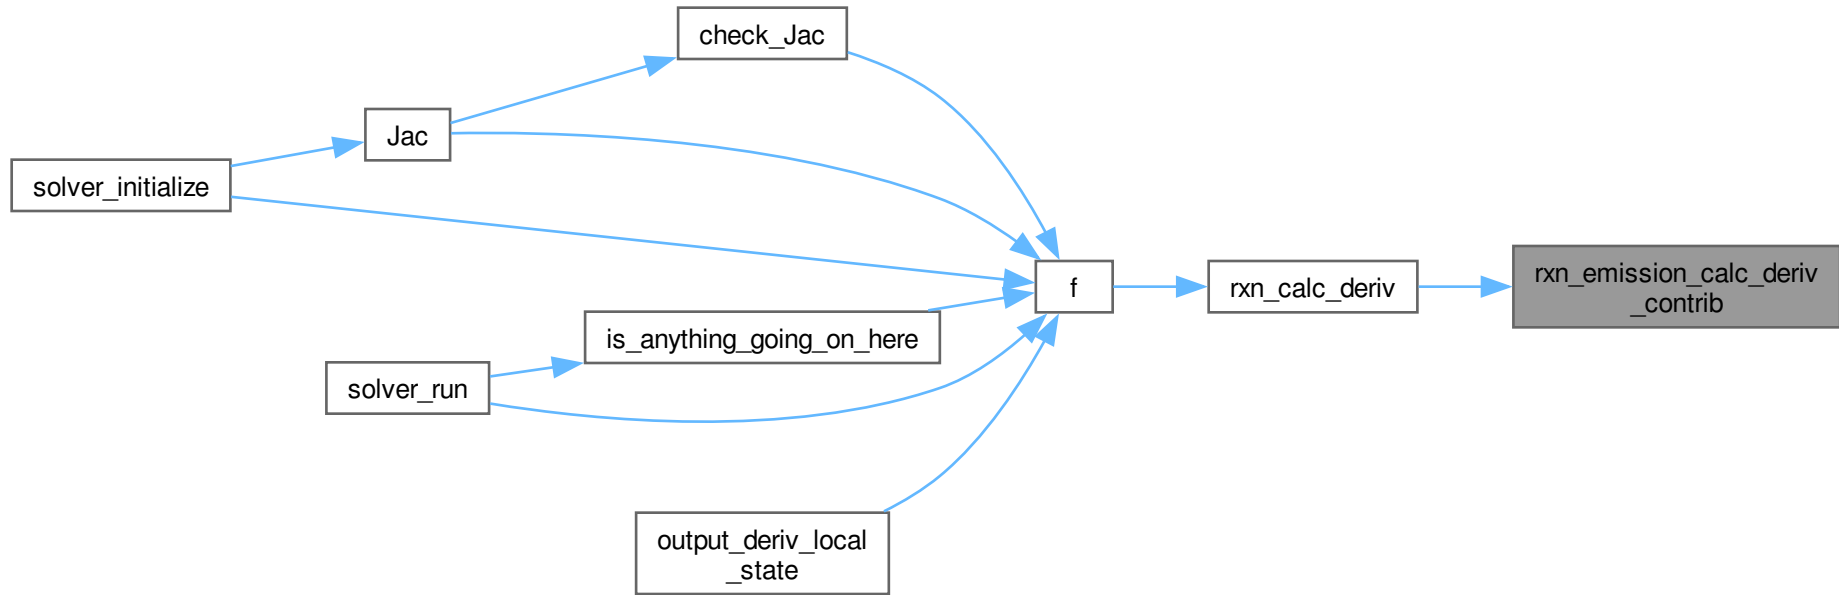 check_Jac
Jac
solver_initialize
f
rxn_calc_deriv
rxn_emission_calc_deriv
_contrib
is_anything_going_on_here
solver_run
output_deriv_local
_state